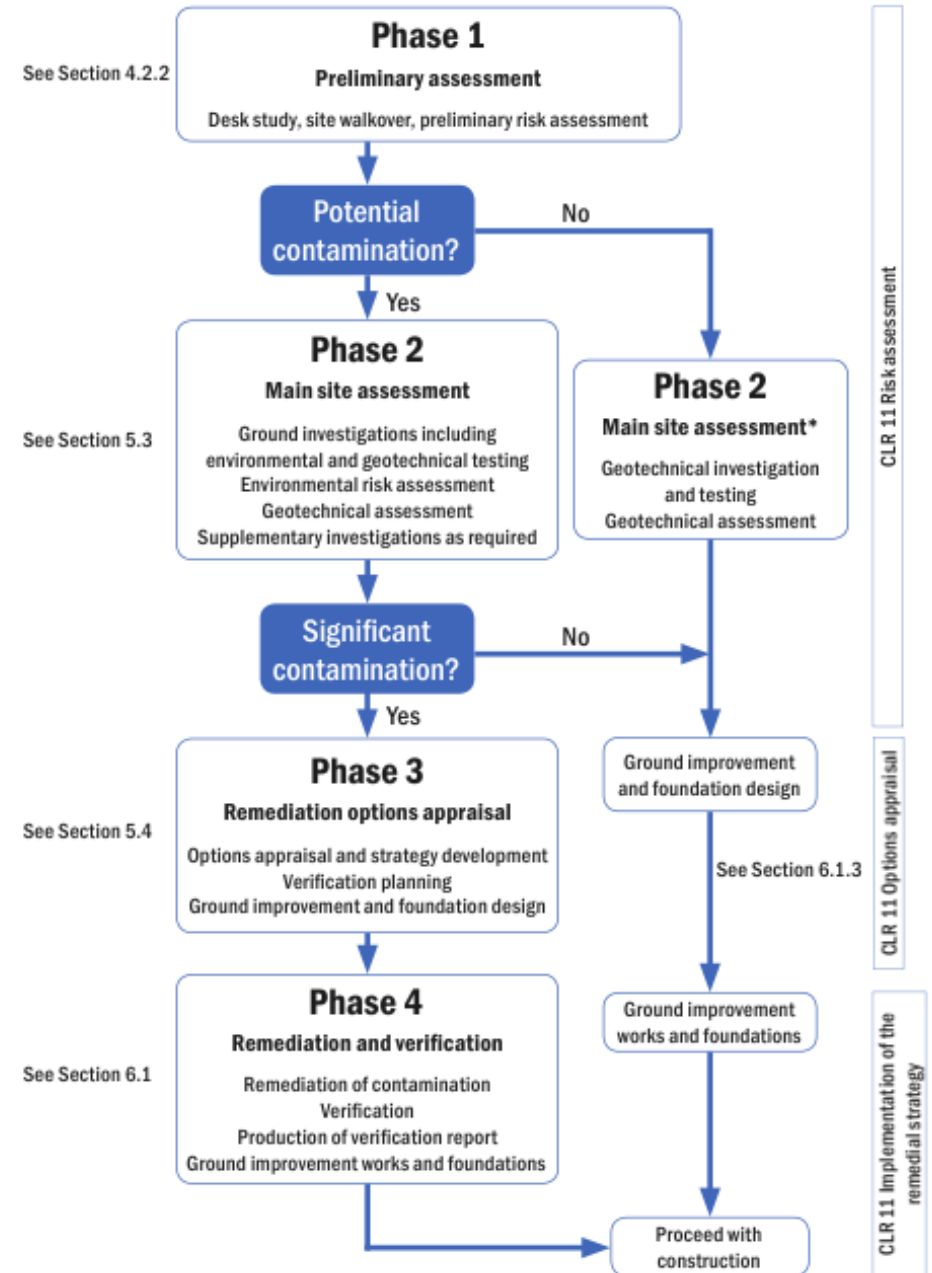 Phase 1
See Section 4.2.2
Preliminary assessment
Desk study, site walkover, preliminary risk assessment
Potential
contamination?
No
Yes
Phase 2
Main site assessment
See Section 5.3
Ground investigations including
environmental and geotechnical testing
Environmental risk assessment
Geotechnical assessment
Supplementary investigations as required
Phase 2
Main site assessment*
Geotechnical investigation
and testing
Geotechnical assessment
CLR 11 Risk assessment
Significant
contamination?
No
Yes
Phase 3
Remediation options appraisal
See Section 5.4
Options appraisal and strategy development
Verification planning
Ground improvement and foundation design
Ground improvement
and foundation design
See Section 6.1.3
CLR 11 Options appraisal
Phase 4
Remediation and verification
See Section 6.1
Remediation of contamination
Verification
Production of verification report
Ground improvement works and foundations
Ground improvement
works and foundations
CLR 11 Implementation of the
remedial strategy
Proceed with
construction